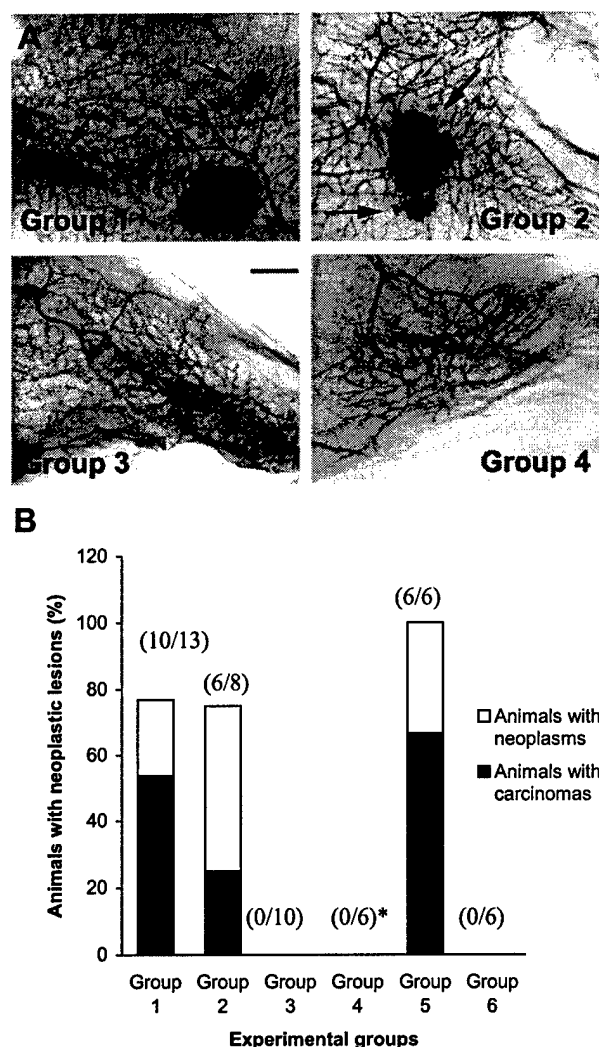 A
Group 1
Group 2
Group 3
Group 4
B
Animals with neoplastic lesions (%)
120
100
80
60
40
20
0
(10/13)
(6/8)
(0/10)
(0/6)*
(6/6)
(0/6)
Animals with
neoplasms
Animals with
carcinomas
Group
1
Group
2
Group
3
Group
4
Group
5
Group
6
Experimental groups